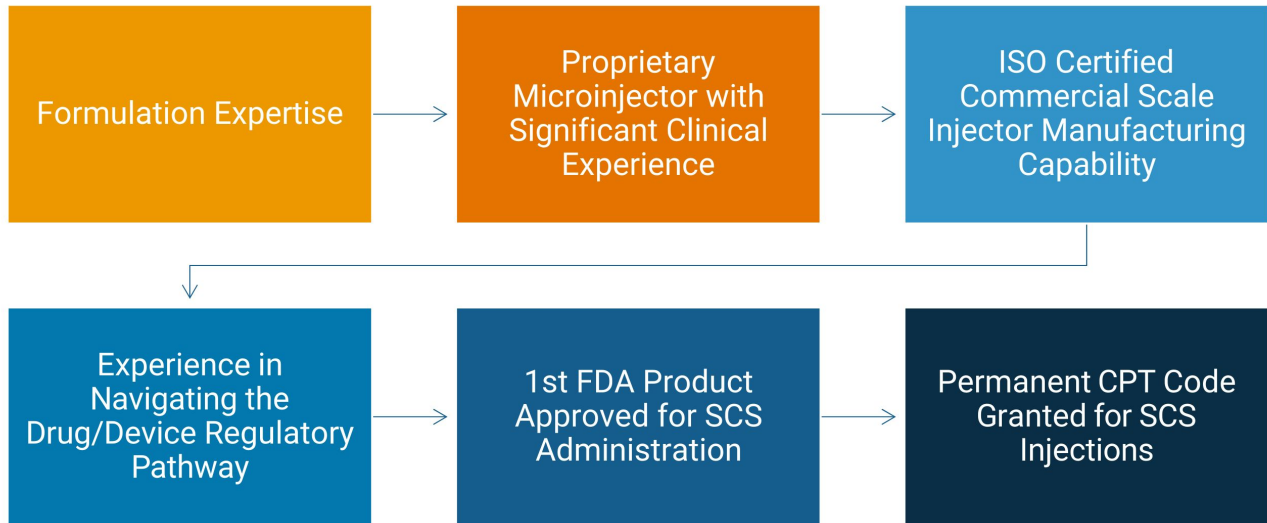 Formulation Expertise
Proprietary
Microinjector with
Significant Clinical
Experience
ISO Certified
Commercial Scale
Injector Manufacturing
Capability
Experience in
Navigating the
Drug/Device Regulatory
Pathway
1st FDA Product
Approved for SCS
Administration
Permanent CPT Code
Granted for SCS
Injections